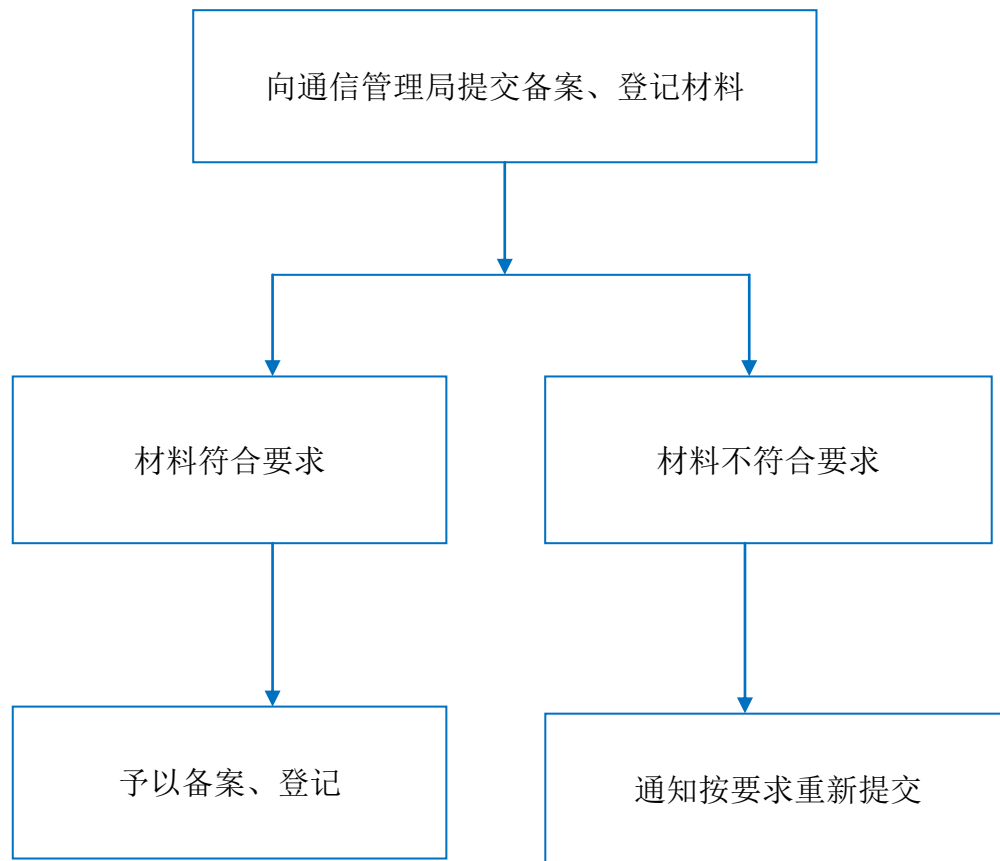 向通信管理局提交备案、登记材料
材料符合要求
材料不符合要求
予以备案、登记
通知按要求重新提交